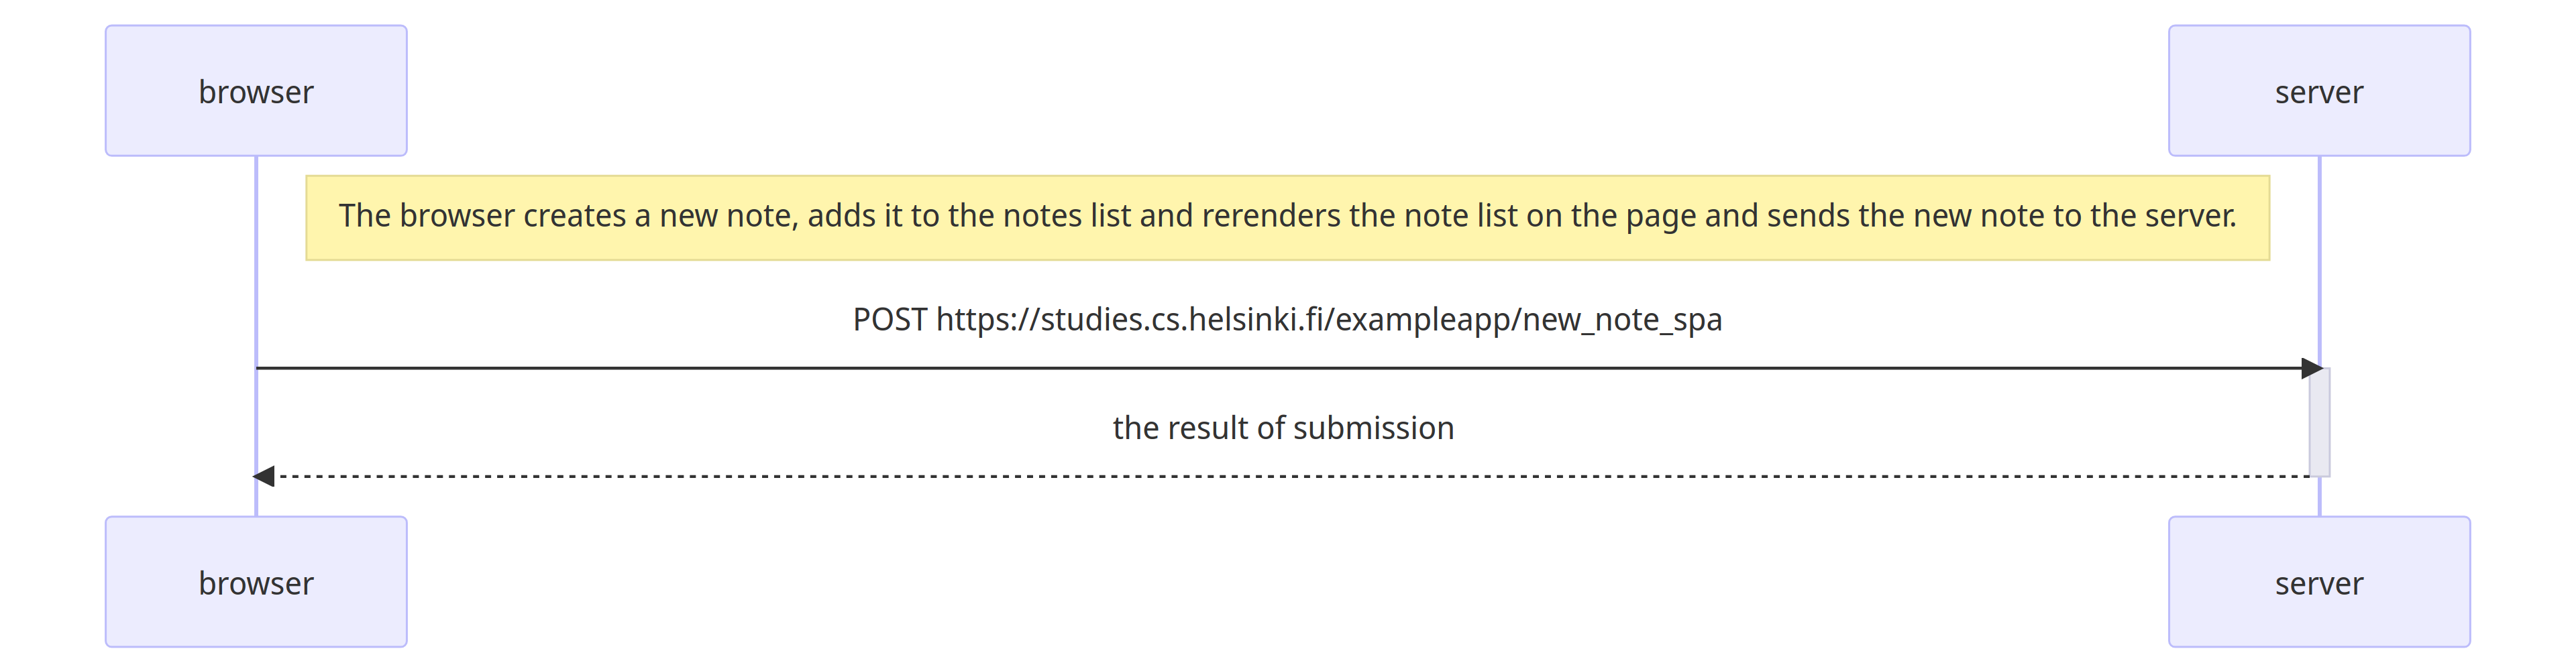 browser
server
The browser creates a new note, adds it to the notes list and rerenders the note list on the page and sends the new note to the server.
POST https://studies.cs.helsinki.fi/exampleapp/new_note_spa
the result of submission
browser
server